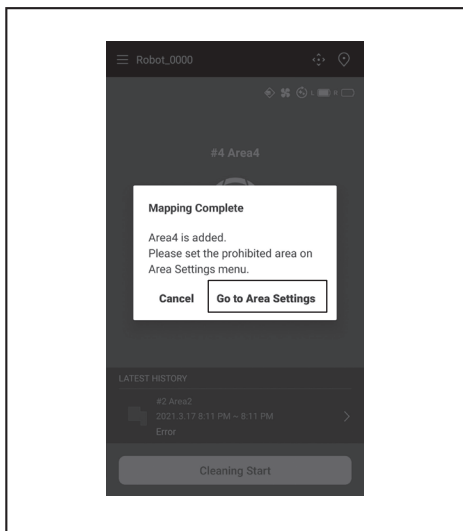 Robot_0000
L R
#4 Area4
Mapping Complete
Area4 is added.
Please set the prohibited area on
Area Settings menu.
Cancel Go to Area Settings
LATEST HISTORY
#2 Area2
2021.3.17 8:11 PM ~ 8:11 PM
Error
Cleaning Start